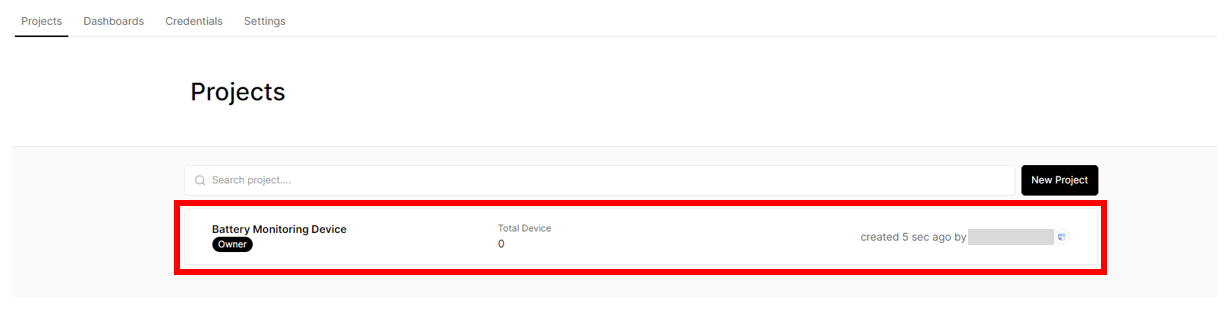 Projects Dashboards Credentials Settings
Projects
Search project....
New Project
Battery Monitoring Device
Owner
Total Device
0
created 5 sec ago by